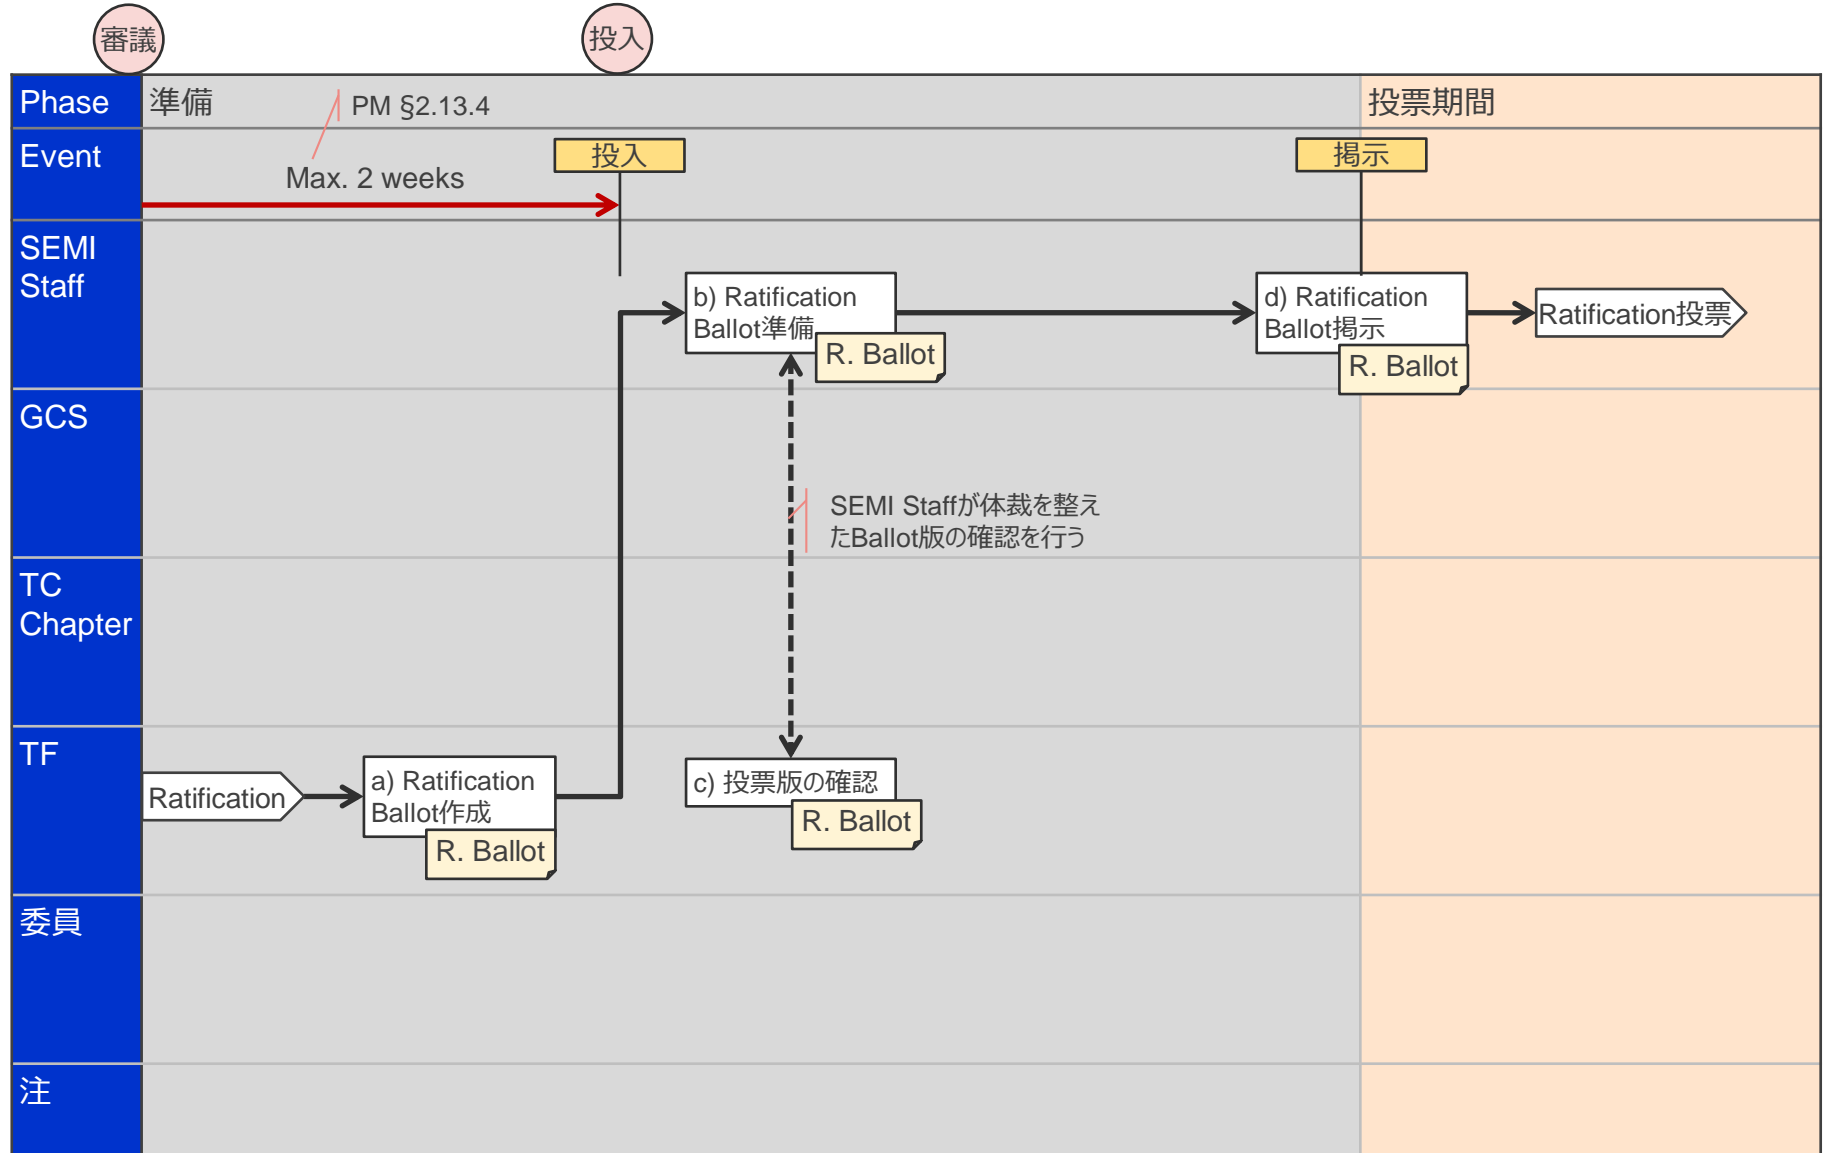 審議
投入
Phase
準備
PM §2.13.4
投票期間
Event
投入
掲示
Max. 2 weeks
SEMI
Staff
b) Ratification
Ballot準備
R. Ballot
d) Ratification
Ballot掲示
R. Ballot
Ratification投票
GCS
SEMI Staffが体裁を整え
たBallot版の確認を行う
TC
Chapter
TF
Ratification
a) Ratification
Ballot作成
R. Ballot
c) 投票版の確認
R. Ballot
委員
注